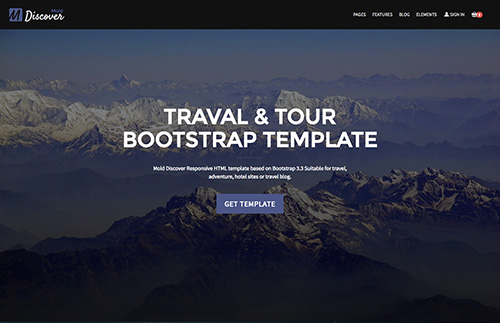 Mold
Discover
PAGES FEATURES BLOG ELEMENTS SIGN IN
TRAVAL & TOUR
BOOTSTRAP TEMPLATE
Mold Discover Responsive HTML template based on Bootstrap 3.3 Suitable for travel,
adventure, hotel sites or travel blog.
GET TEMPLATE